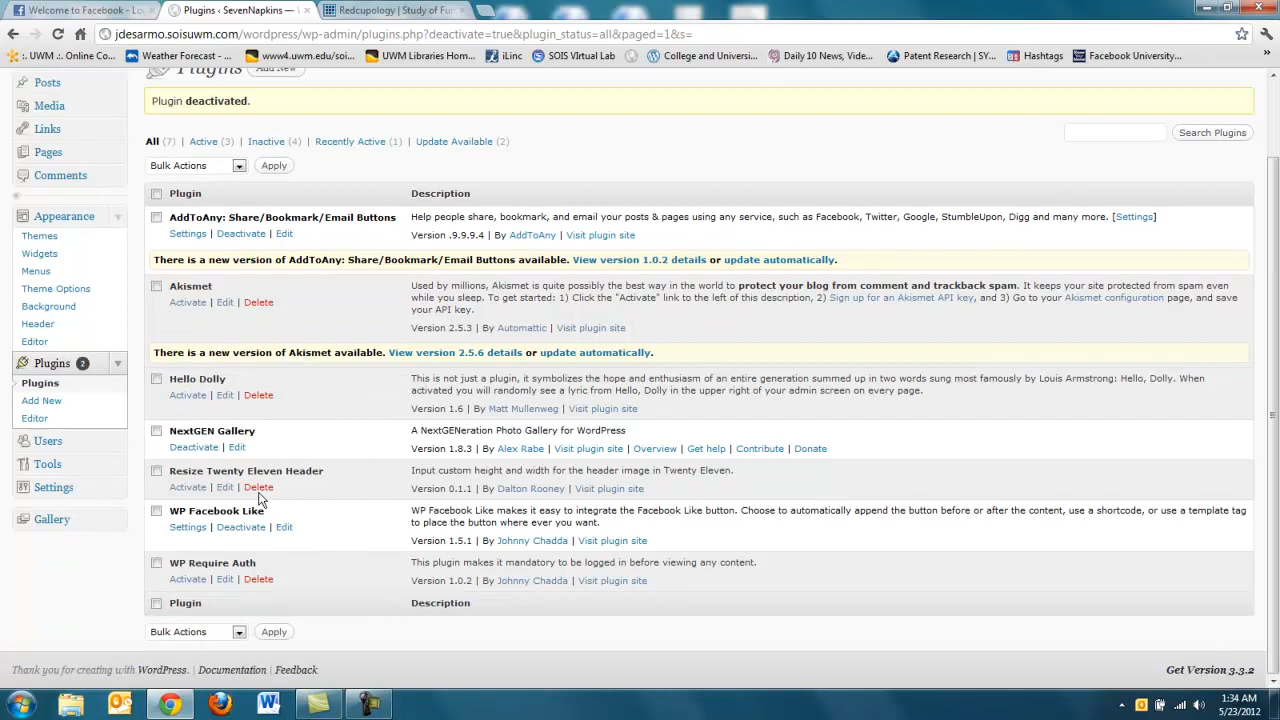 Welcome to Facebook - Lo
Plugins ‹ SevenNapkins — W
Redcupology | Study of Fun
jdesarmo.soisuwm.com/wordpress/wp-admin/plugins.php?deactivate=true&plugin_status=all&paged=1&s=
:. UWM :. Online Co...
Weather Forecast - ...
www4.uwm.edu/soi...
UWM Libraries Hom...
iLinc
SOIS VIrtual Lab
College and Universi...
Daily 10 News, Vide...
Patent Research | SY...
Hashtags
Facebook University...
»
Plugins Add New
Posts
Media
Links
Pages
Comments
Appearance
Themes
Widgets
Menus
Theme Options
Background
Header
Editor
Plugins 2
Plugins
Add New
Editor
Users
Tools
Settings
Gallery
Plugin deactivated.
All (7) | Active (3) | Inactive (4) | Recently Active (1) | Update Available (2)
Search Plugins
Bulk Actions Apply
Plugin Description
AddToAny: Share/Bookmark/Email Buttons
Settings | Deactivate | Edit
Help people share, bookmark, and email your posts & pages using any service, such as Facebook, Twitter, Google, StumbleUpon, Digg and many more. [Settings]
Version .9.9.9.4 | By AddToAny | Visit plugin site
There is a new version of AddToAny: Share/Bookmark/Email Buttons available. View version 1.0.2 details or update automatically.
Akismet
Activate | Edit | Delete
Used by millions, Akismet is quite possibly the best way in the world to protect your blog from comment and trackback spam. It keeps your site protected from spam even
while you sleep. To get started: 1) Click the "Activate" link to the left of this description, 2) Sign up for an Akismet API key, and 3) Go to your Akismet configuration page, and save
your API key.
Version 2.5.3 | By Automattic | Visit plugin site
There is a new version of Akismet available. View version 2.5.6 details or update automatically.
Hello Dolly
Activate | Edit | Delete
This is not just a plugin, it symbolizes the hope and enthusiasm of an entire generation summed up in two words sung most famously by Louis Armstrong: Hello, Dolly. When
activated you will randomly see a lyric from Hello, Dolly in the upper right of your admin screen on every page.
Version 1.6 | By Matt Mullenweg | Visit plugin site
NextGEN Gallery
Deactivate | Edit
A NextGENeration Photo Gallery for WordPress
Version 1.8.3 | By Alex Rabe | Visit plugin site | Overview | Get help | Contribute | Donate
Resize Twenty Eleven Header
Activate | Edit | Delete
Input custom height and width for the header image in Twenty Eleven.
Version 0.1.1 | By Dalton Rooney | Visit plugin site
WP Facebook Like
Settings | Deactivate | Edit
WP Facebook Like makes it easy to integrate the Facebook Like button. Choose to automatically append the button before or after the content, use a shortcode, or use a template tag
to place the button where ever you want.
Version 1.5.1 | By Johnny Chadda | Visit plugin site
WP Require Auth
Activate | Edit | Delete
This plugin makes it mandatory to be logged in before viewing any content.
Version 1.0.2 | By Johnny Chadda | Visit plugin site
Plugin Description
Bulk Actions Apply
Thank you for creating with WordPress. | Documentation | Feedback
Get Version 3.3.2
1:34 AM
5/23/2012